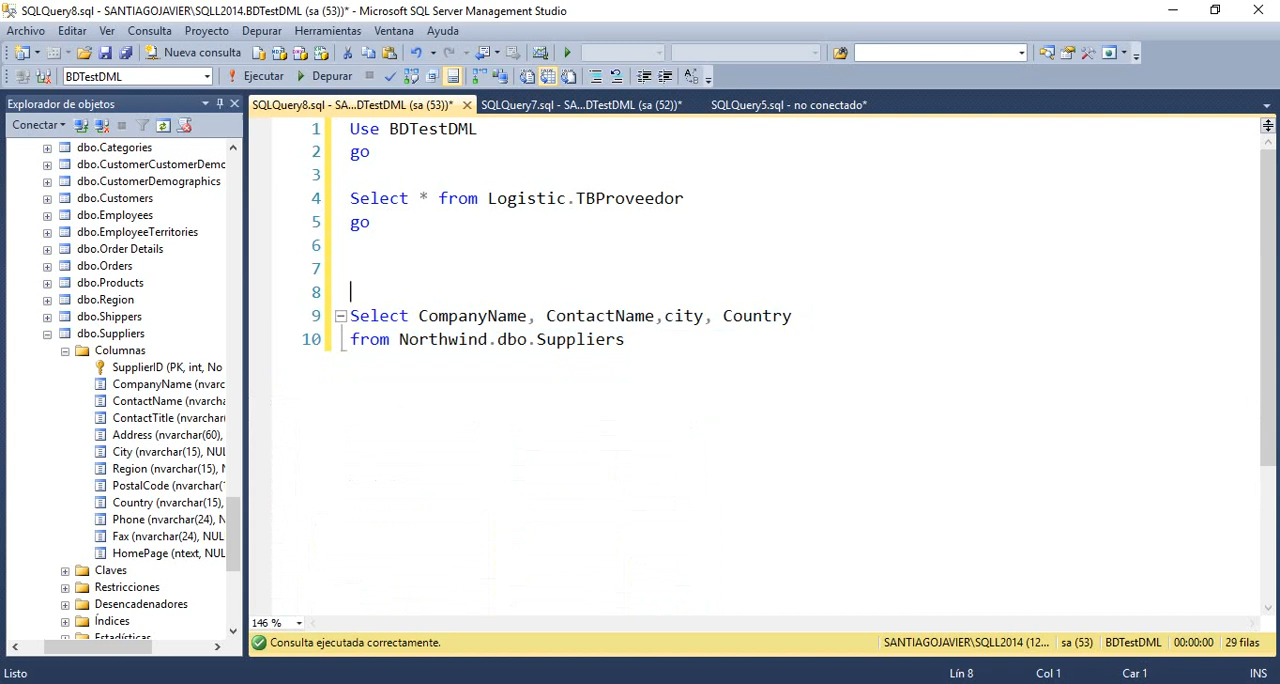 SQLQuery8.sql - SANTIAGOJAVIER\SQLL2014.BDTestDML (sa (53))* - Microsoft SQL Server Management Studio
Archivo Editar Ver Consulta Proyecto Depurar Herramientas Ventana Ayuda
Nueva consulta
BDTestDML Ejecutar Depurar
Explorador de objetos
SQLQuery8.sql - SA...DTestDML (sa (53))* SQLQuery7.sql - SA...DTestDML (sa (52))* SQLQuery5.sql - no conectado*
Conectar
dbo.Categories
dbo.CustomerCustomerDemo
dbo.CustomerDemographics
dbo.Customers
dbo.Employees
dbo.EmployeeTerritories
dbo.Order Details
dbo.Orders
dbo.Products
dbo.Region
dbo.Shippers
dbo.Suppliers
Columnas
SupplierID (PK, int, No
CompanyName (nvarc
ContactName (nvarcha
ContactTitle (nvarchar(
Address (nvarchar(60),
City (nvarchar(15), NUL
Region (nvarchar(15), N
PostalCode (nvarchar(
Country (nvarchar(15),
Phone (nvarchar(24), N
Fax (nvarchar(24), NUL
HomePage (ntext, NUL
Claves
Restricciones
Desencadenadores
Índices
Estadísticas
1 Use BDTestDML
2 go
3
4 Select * from Logistic.TBProveedor
5 go
6
7
8
9 Select CompanyName, ContactName,city, Country
10 from Northwind.dbo.Suppliers
146 %
Consulta ejecutada correctamente. SANTIAGOJAVIER\SQLL2014 (12... sa (53) BDTestDML 00:00:00 29 filas
Listo Lín 8 Col 1 Car 1 INS